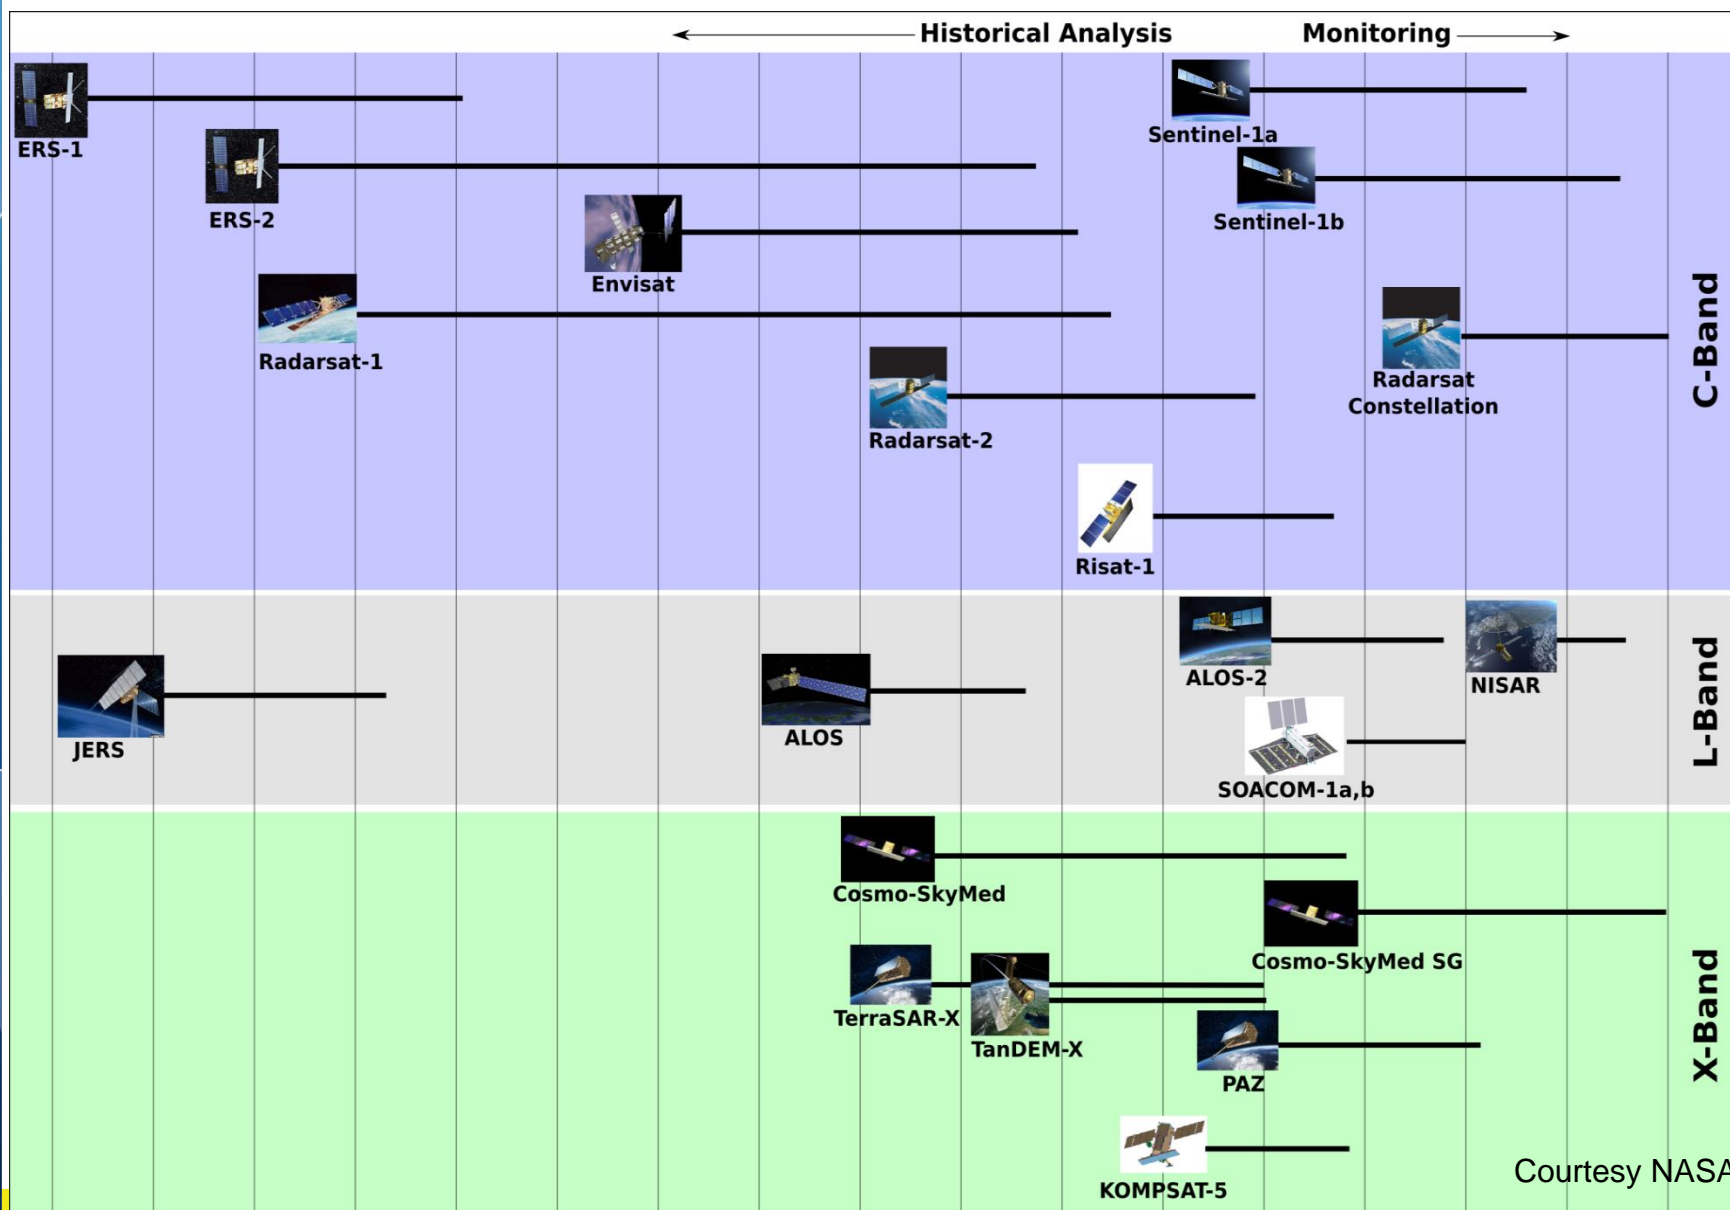 Historical Analysis
Monitoring
ERS-1
Sentinel-1a
ERS-2
Sentinel-1b
Envisat
Radarsat-1
Radarsat
Constellation
Radarsat-2
Risat-1
C-Band
ALOS-2
NISAR
JERS
ALOS
SOACOM-1a,b
L-Band
Cosmo-SkyMed
Cosmo-SkyMed SG
TerraSAR-X
TanDEM-X
PAZ
KOMPSAT-5
X-Band
Courtesy NASA